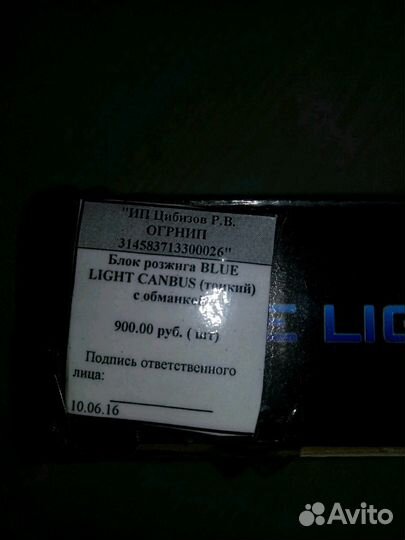 "ИП Цибизов Р.В.
ОГРНИП
314583713300026"
Блок розжига BLUE
LIGHT CANBUS (тонкий)
с обманкой
900.00 руб. ( шт)
Подпись ответственного
лица:
10.06.16
E LIG
Avito